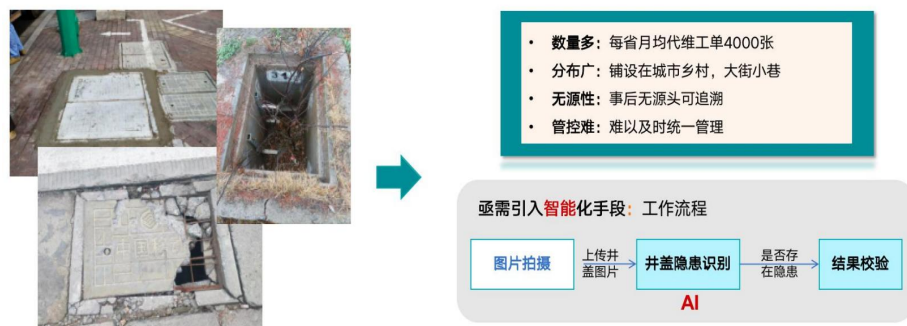 • 数量多：每省月均代维工单4000张
• 分布广：铺设在城市乡村，大街小巷
• 无源性：事后无源头可追溯
• 管控难：难以及时统一管理
亟需引入智能化手段：工作流程
图片拍摄
上传井
盖图片
井盖隐患识别
是否存
在隐患
结果校验
AI